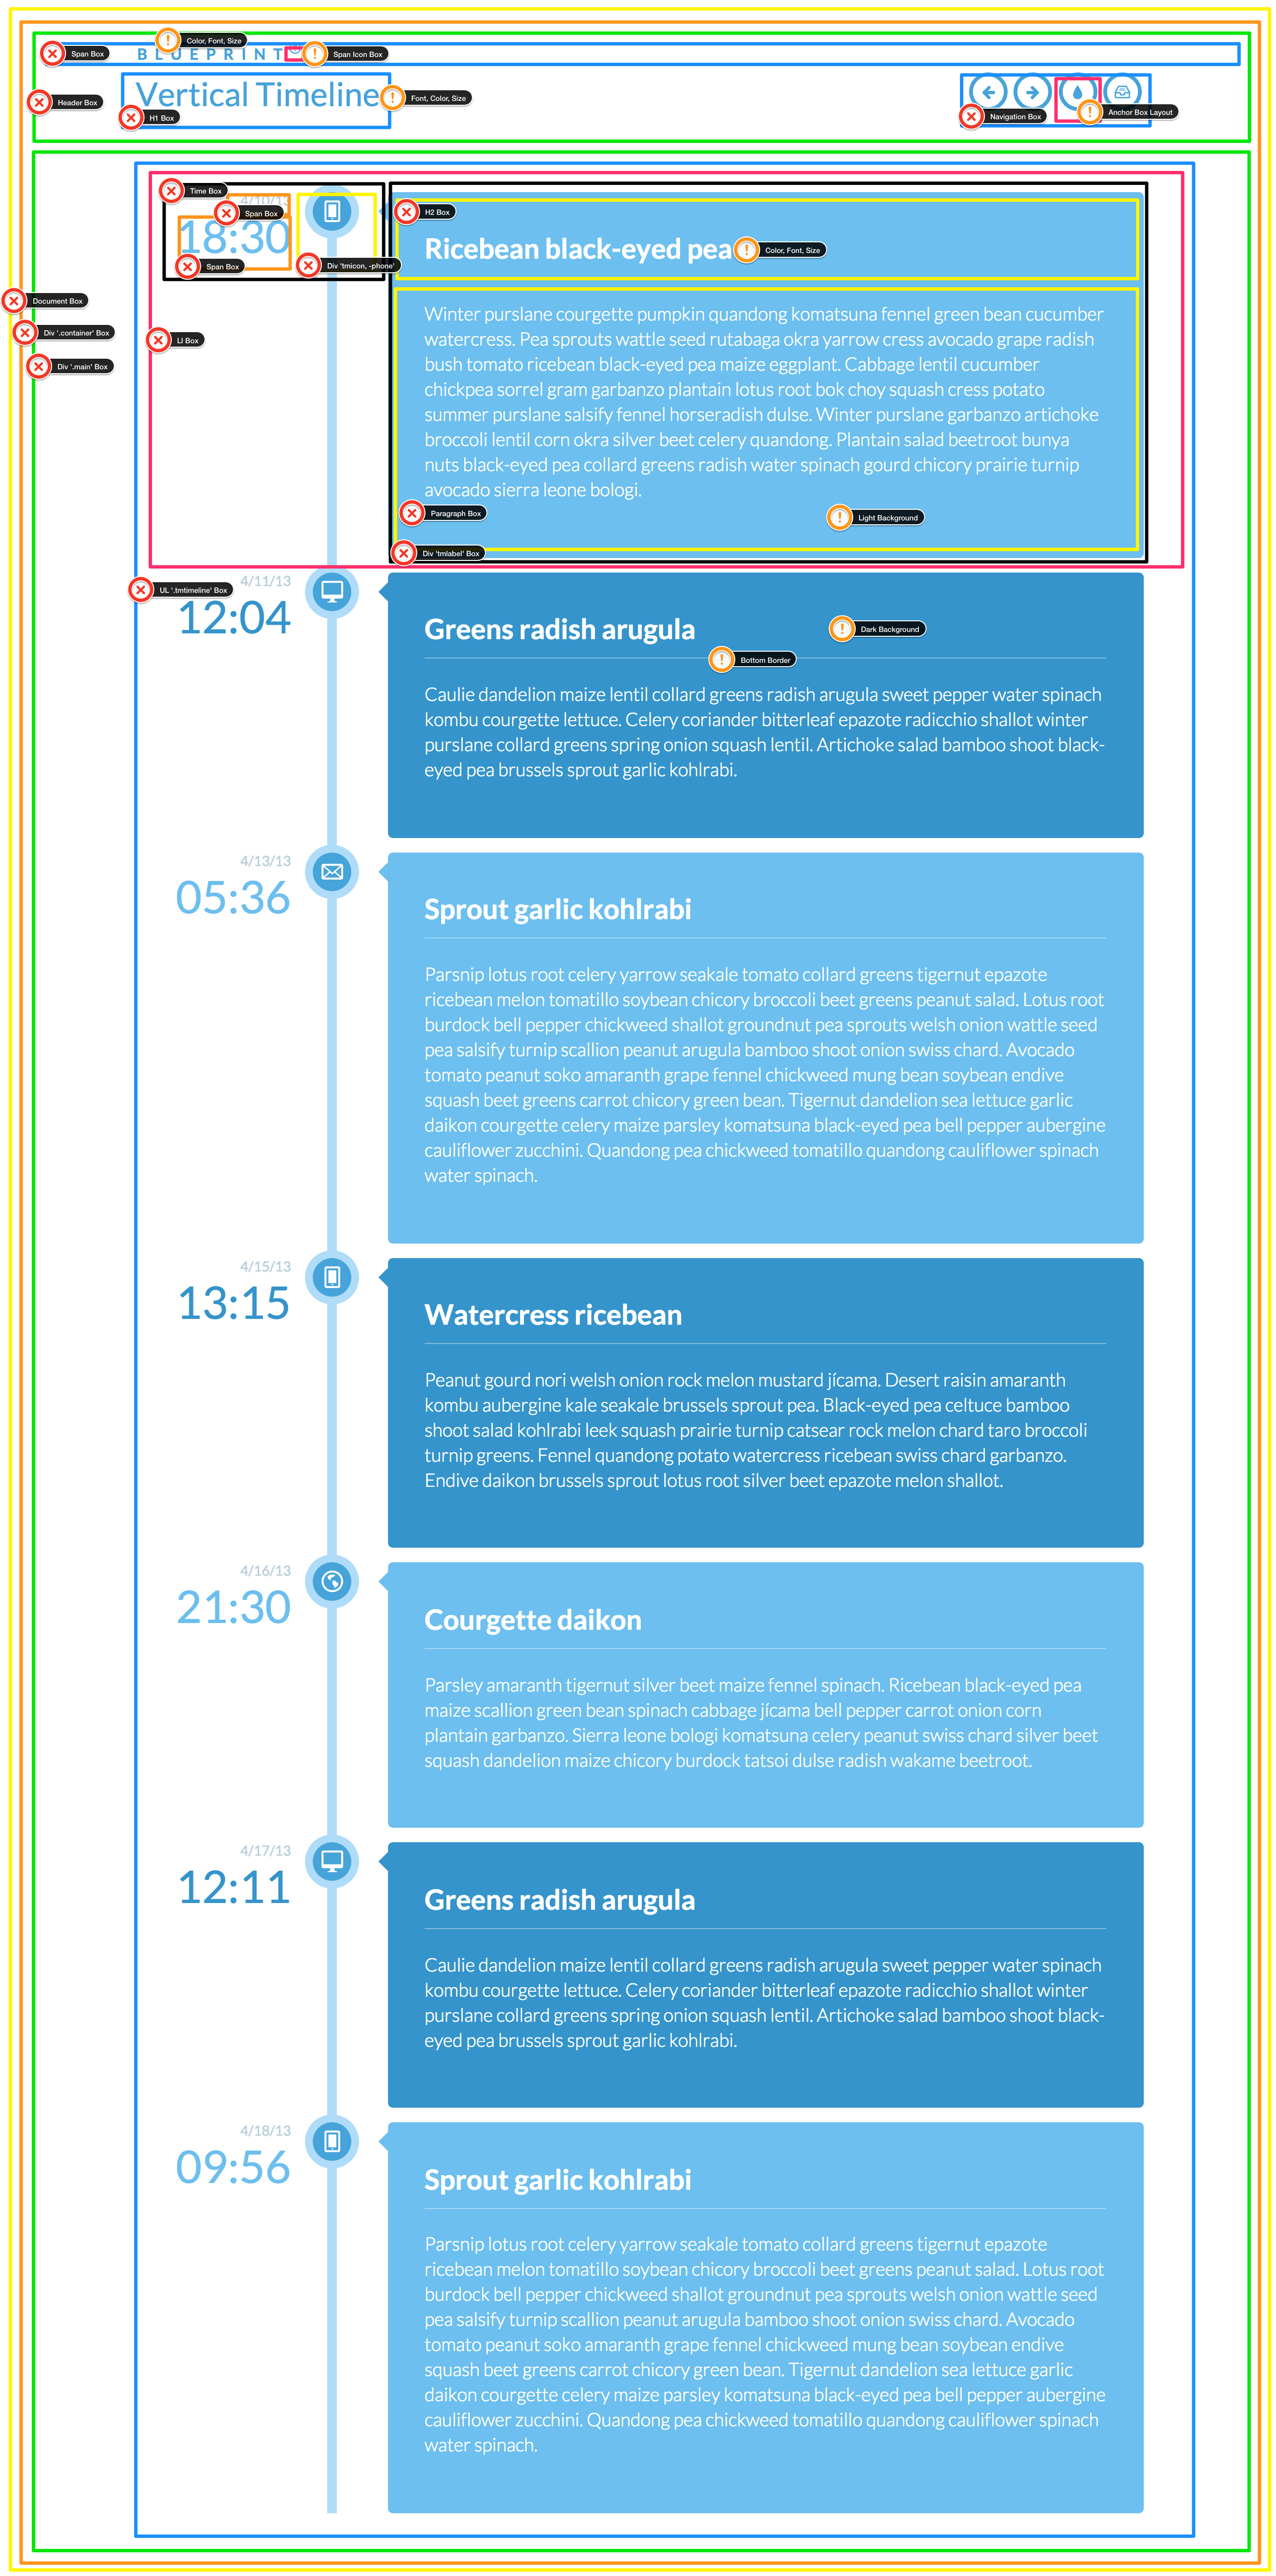 Color, Font, Size
Span Box
BLUEPRINT
Span Icon Box
Header Box
Vertical Timeline
Font, Color, Size
H1 Box
Navigation Box
Anchor Box Layout
Time Box
4/10/13
Span Box
18:30
Span Box
Div 'tmicon, -phone'
H2 Box
Ricebean black-eyed pea
Color, Font, Size
Document Box
Div '.container' Box
LI Box
Div '.main' Box
Winter purslane courgette pumpkin quandong komatsuna fennel green bean cucumber
watercress. Pea sprouts wattle seed rutabaga okra yarrow cress avocado grape radish
bush tomato ricebean black-eyed pea maize eggplant. Cabbage lentil cucumber
chickpea sorrel gram garbanzo plantain lotus root bok choy squash cress potato
summer purslane salsify fennel horseradish dulse. Winter purslane garbanzo artichoke
broccoli lentil corn okra silver beet celery quandong. Plantain salad beetroot bunya
nuts black-eyed pea collard greens radish water spinach gourd chicory prairie turnip
avocado sierra leone bologi.
Paragraph Box
Light Background
Div 'tmlabel' Box
UL '.tmtimeline' Box
4/11/13
12:04
Greens radish arugula
Dark Background
Bottom Border
Caulie dandelion maize lentil collard greens radish arugula sweet pepper water spinach
kombu courgette lettuce. Celery coriander bitterleaf epazote radicchio shallot winter
purslane collard greens spring onion squash lentil. Artichoke salad bamboo shoot black-
eyed pea brussels sprout garlic kohlrabi.
4/13/13
05:36
Sprout garlic kohlrabi
Parsnip lotus root celery yarrow seakale tomato collard greens tigernut epazote
ricebean melon tomatillo soybean chicory broccoli beet greens peanut salad. Lotus root
burdock bell pepper chickweed shallot groundnut pea sprouts welsh onion wattle seed
pea salsify turnip scallion peanut arugula bamboo shoot onion swiss chard. Avocado
tomato peanut soko amaranth grape fennel chickweed mung bean soybean endive
squash beet greens carrot chicory green bean. Tigernut dandelion sea lettuce garlic
daikon courgette celery maize parsley komatsuna black-eyed pea bell pepper aubergine
cauliflower zucchini. Quandong pea chickweed tomatillo quandong cauliflower spinach
water spinach.
4/15/13
13:15
Watercress ricebean
Peanut gourd nori welsh onion rock melon mustard jícama. Desert raisin amaranth
kombu aubergine kale seakale brussels sprout pea. Black-eyed pea celtuce bamboo
shoot salad kohlrabi leek squash prairie turnip catsear rock melon chard taro broccoli
turnip greens. Fennel quandong potato watercress ricebean swiss chard garbanzo.
Endive daikon brussels sprout lotus root silver beet epazote melon shallot.
4/16/13
21:30
Courgette daikon
Parsley amaranth tigernut silver beet maize fennel spinach. Ricebean black-eyed pea
maize scallion green bean spinach cabbage jícama bell pepper carrot onion corn
plantain garbanzo. Sierra leone bologi komatsuna celery peanut swiss chard silver beet
squash dandelion maize chicory burdock tatsoi dulse radish wakame beetroot.
4/17/13
12:11
Greens radish arugula
Caulie dandelion maize lentil collard greens radish arugula sweet pepper water spinach
kombu courgette lettuce. Celery coriander bitterleaf epazote radicchio shallot winter
purslane collard greens spring onion squash lentil. Artichoke salad bamboo shoot black-
eyed pea brussels sprout garlic kohlrabi.
4/18/13
09:56
Sprout garlic kohlrabi
Parsnip lotus root celery yarrow seakale tomato collard greens tigernut epazote
ricebean melon tomatillo soybean chicory broccoli beet greens peanut salad. Lotus root
burdock bell pepper chickweed shallot groundnut pea sprouts welsh onion wattle seed
pea salsify turnip scallion peanut arugula bamboo shoot onion swiss chard. Avocado
tomato peanut soko amaranth grape fennel chickweed mung bean soybean endive
squash beet greens carrot chicory green bean. Tigernut dandelion sea lettuce garlic
daikon courgette celery maize parsley komatsuna black-eyed pea bell pepper aubergine
cauliflower zucchini. Quandong pea chickweed tomatillo quandong cauliflower spinach
water spinach.